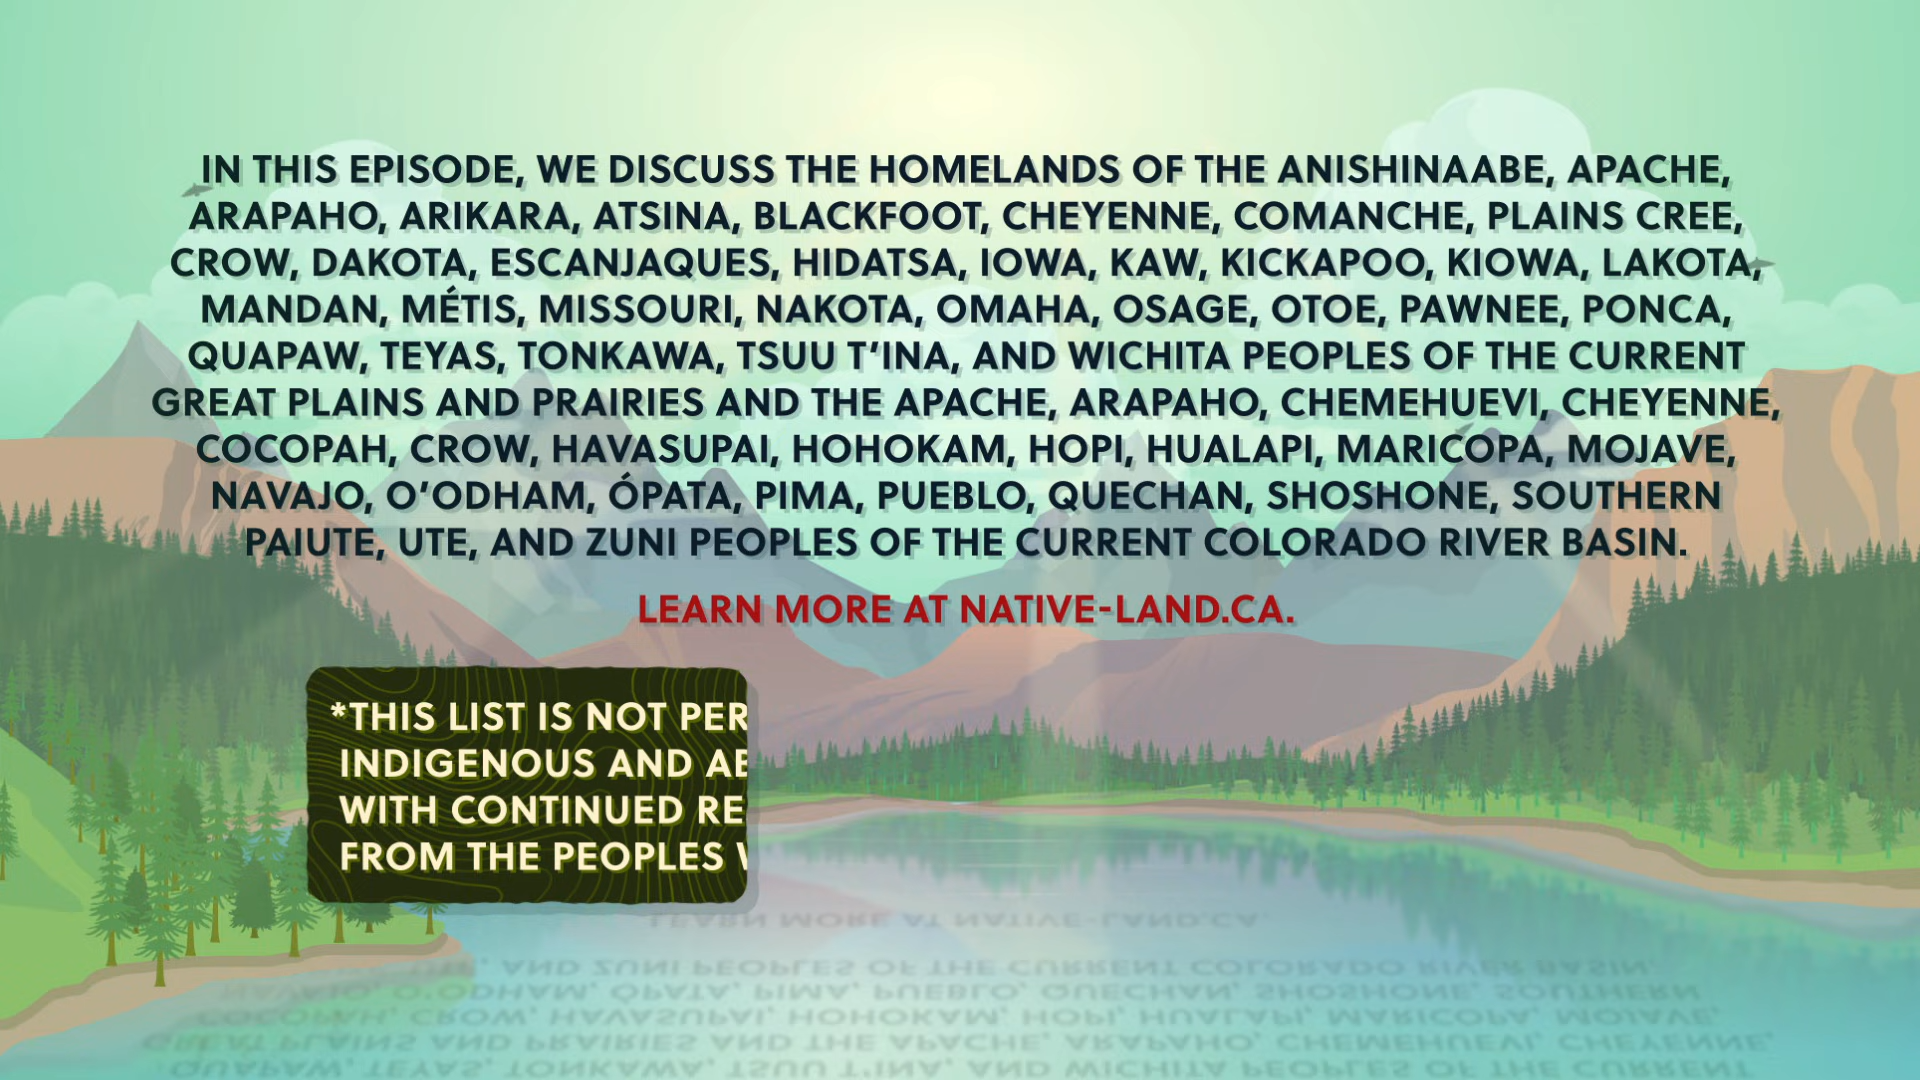 IN THIS EPISODE, WE DISCUSS THE HOMELANDS OF THE ANISHINAABE, APACHE,
ARAPAHO, ARIKARA, ATSINA, BLACKFOOT, CHEYENNE, COMANCHE, PLAINS CREE,
CROW, DAKOTA, ESCANJAQUES, HIDATSA, IOWA, KAW, KICKAPOO, KIOWA, LAKOTA,
MANDAN, MÉTIS, MISSOURI, NAKOTA, OMAHA, OSAGE, OTOE, PAWNEE, PONCA,
QUAPAW, TEYAS, TONKAWA, TSUU T'INA, AND WICHITA PEOPLES OF THE CURRENT
GREAT PLAINS AND PRAIRIES AND THE APACHE, ARAPAHO, CHEMEHUEVI, CHEYENNE,
COCOPAH, CROW, HAVASUPAI, HOHOKAM, HOPI, HUALAPI, MARICOPA, MOJAVE,
NAVAJO, O'ODHAM, ÓPATA, PIMA, PUEBLO, QUECHAN, SHOSHONE, SOUTHERN
PAIUTE, UTE, AND ZUNI PEOPLES OF THE CURRENT COLORADO RIVER BASIN.
LEARN MORE AT NATIVE-LAND.CA.
*THIS LIST IS NOT PER
INDIGENOUS AND
WITH CONTINUED RE
FROM THE PEOPLES